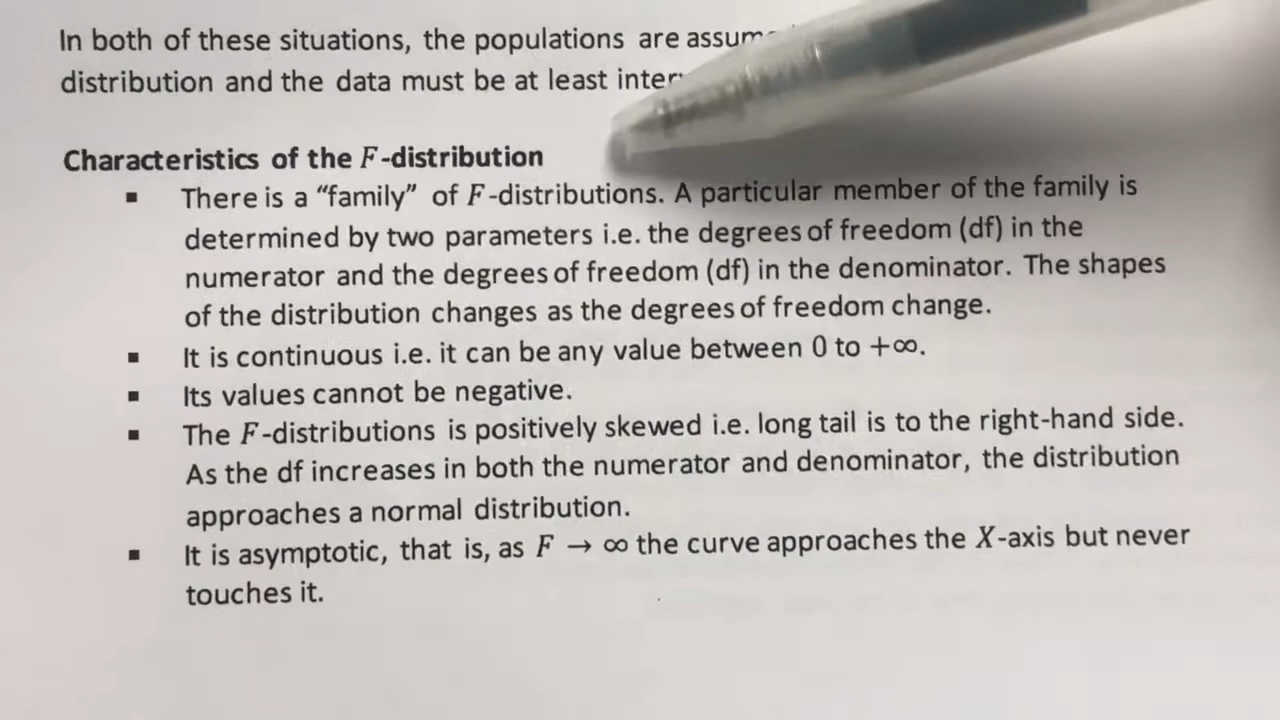 In both of these situations, the populations are
distribution and the data must be at least
Characteristics of the F-distribution
▪ There is a “family” of F-distributions. A particular member of the family is
determined by two parameters i.e. the degrees of freedom (df) in the
numerator and the degrees of freedom (df) in the denominator. The shapes
of the distribution changes as the degrees of freedom change.
▪ It is continuous i.e. it can be any value between 0 to +∞.
▪ Its values cannot be negative.
▪ The F-distributions is positively skewed i.e. long tail is to the right-hand side.
As the df increases in both the numerator and denominator, the distribution
approaches a normal distribution.
▪ It is asymptotic, that is, as F → ∞ the curve approaches the X-axis but never
touches it.